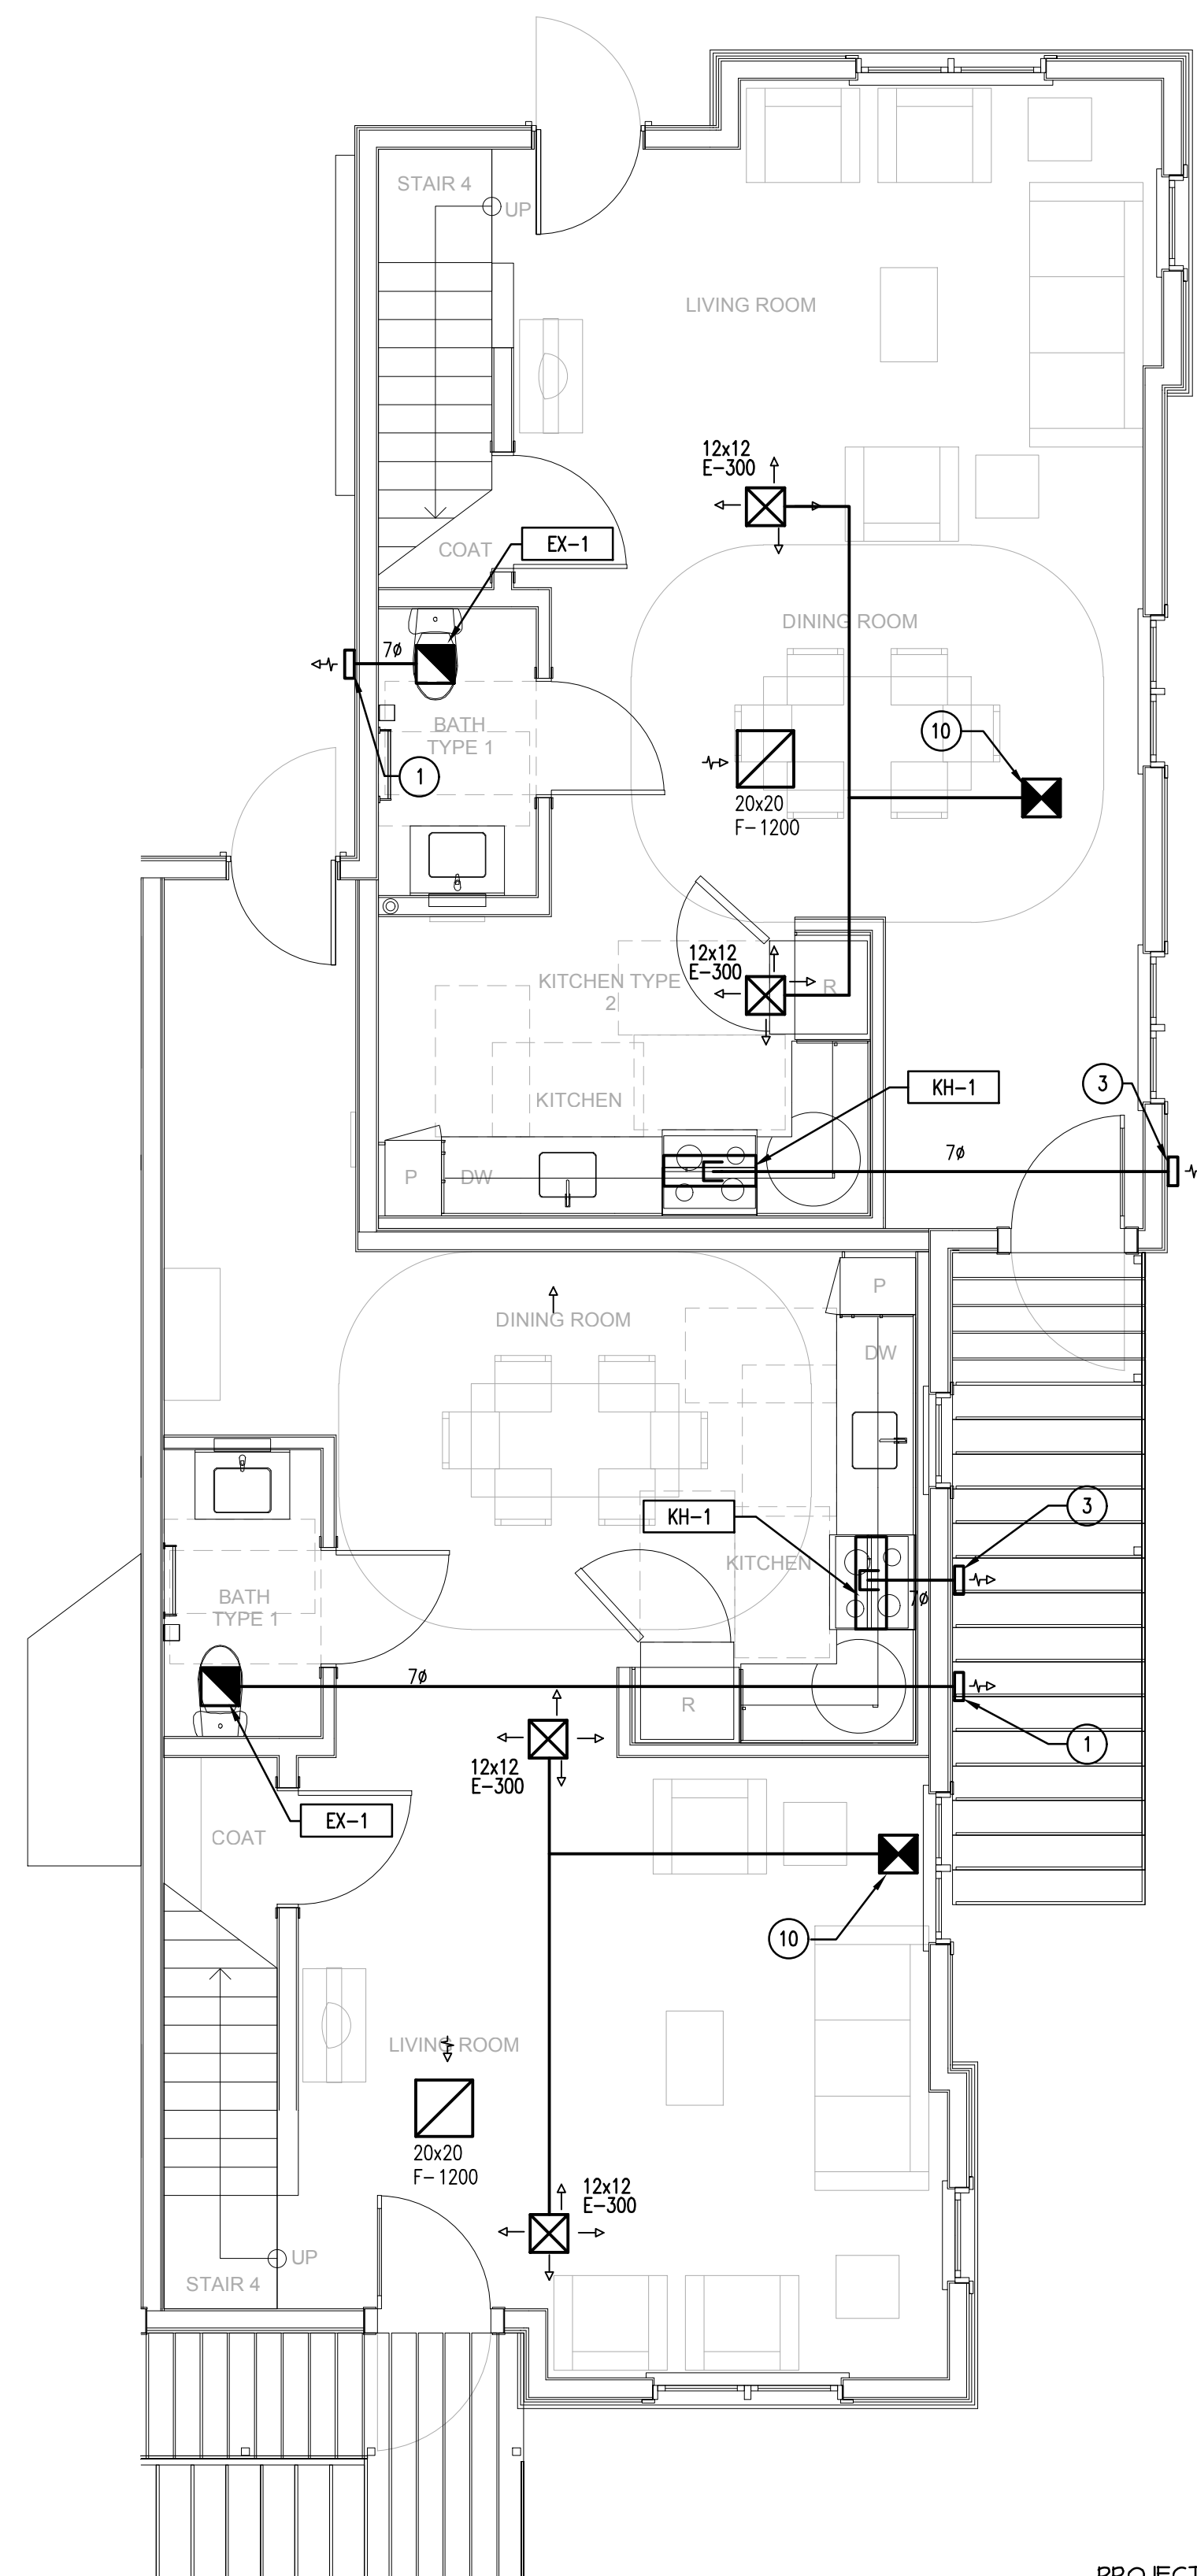 STAIR 4
UP
LIVING ROOM
12x12
E-300
EX-1
COAT
DINING ROOM
7ø
BATH
TYPE 1
10
1
20x20
F-1200
12x12
E-300
KITCHEN TYPE
2
R
KH-1
3
KITCHEN
7ø
P
DW
P
DINING ROOM
DW
KH-1
3
KITCHEN
7ø
BATH
TYPE 1
7ø
R
1
12x12
E-300
EX-1
COAT
10
LIVING ROOM
20x20
F-1200
12x12
E-300
UP
STAIR 4